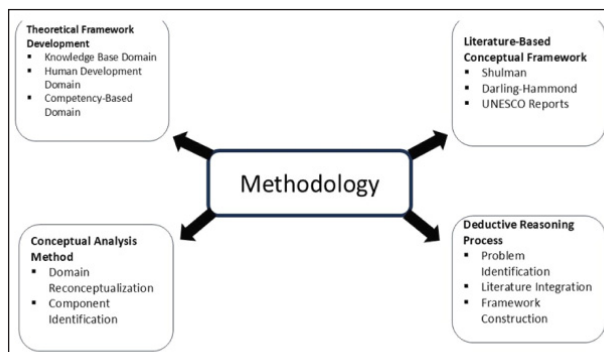 Theoretical Framework
Development
▪ Knowledge Base Domain
▪ Human Development
Domain
▪ Competency-Based
Domain
Literature-Based
Conceptual Framework
▪ Shulman
▪ Darling-Hammond
▪ UNESCO Reports
Methodology
Conceptual Analysis
Method
▪ Domain
Reconceptualization
▪ Component
Identification
Deductive Reasoning
Process
▪ Problem
Identification
▪ Literature Integration
▪ Framework
Construction